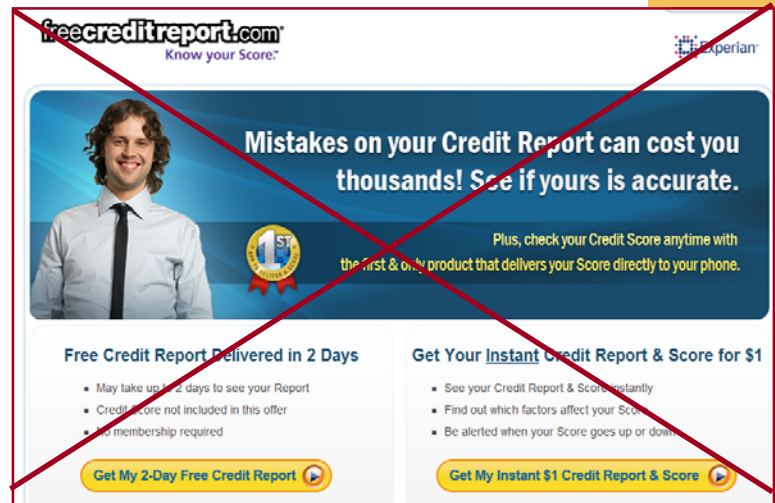 freecreditreport.com
Know your Score.™
Experian™
Mistakes on your Credit Report can cost you
thousands! See if yours is accurate.
1ST
Plus, check your Credit Score anytime with
the first & only product that delivers your Score directly to your phone.
Free Credit Report Delivered in 2 Days
May take up to 2 days to see your Report
Credit Score not included in this offer
No membership required
Get My 2-Day Free Credit Report
Get Your Instant Credit Report & Score for $1
See your Credit Report & Score instantly
Find out which factors affect your Score
Be alerted when your Score goes up or down
Get My Instant $1 Credit Report & Score